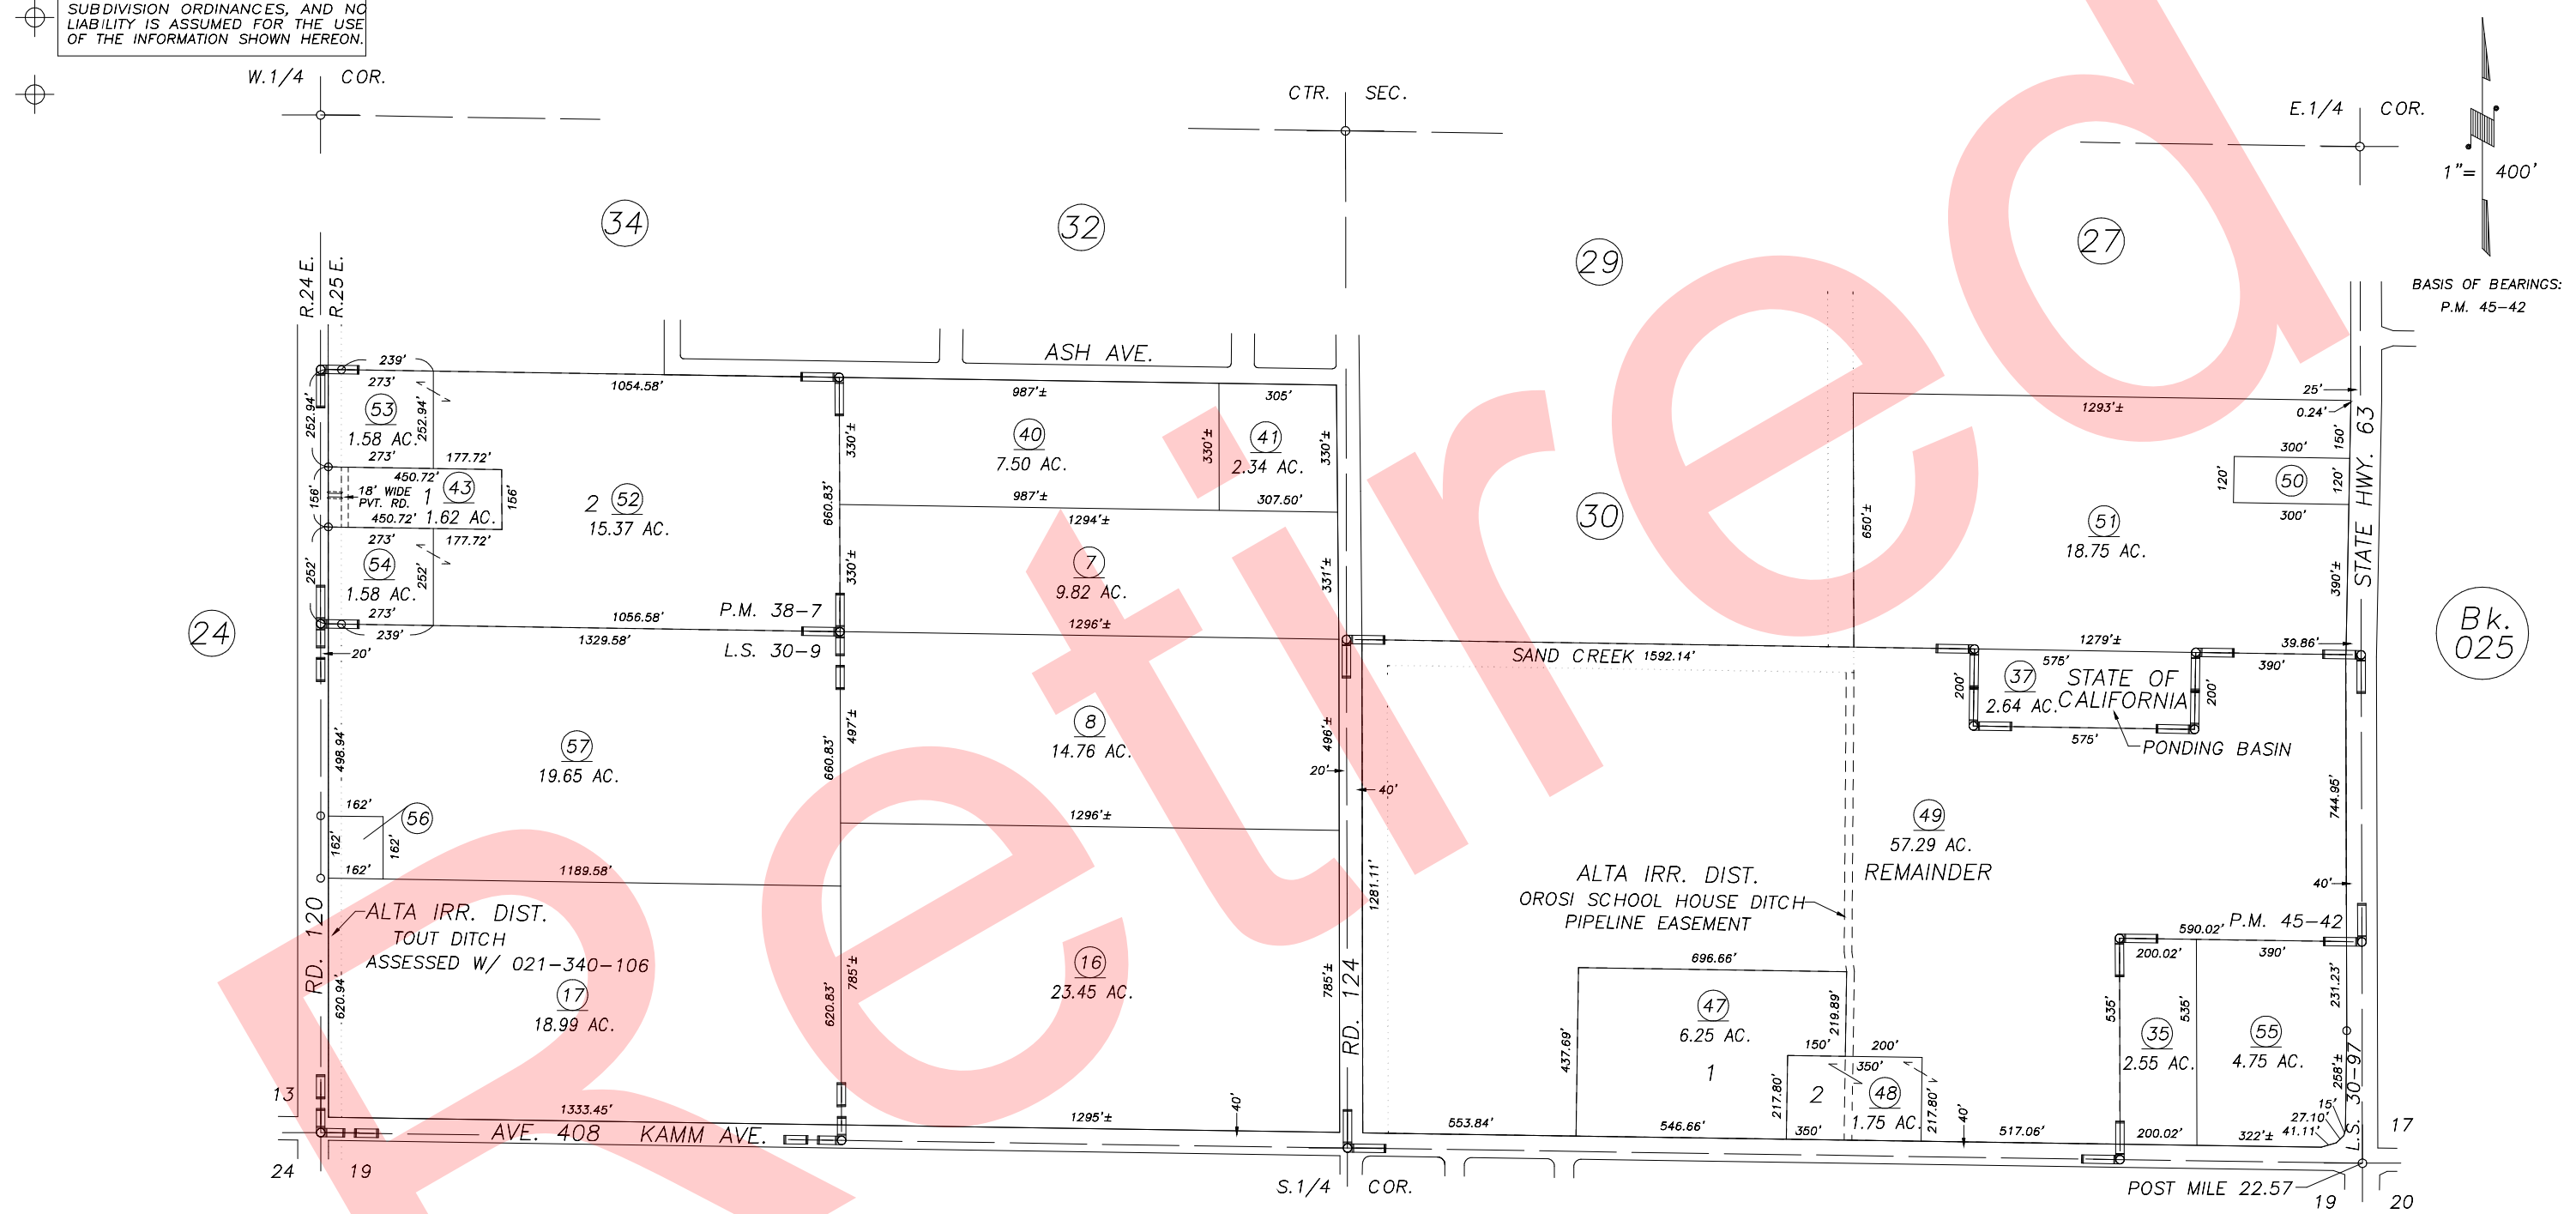 SUBDIVISION ORDINANCES, AND NO
LIABILITY IS ASSUMED FOR THE USE
OF THE INFORMATION SHOWN HEREON.
W.1/4 COR.
CTR. SEC.
E.1/4 COR.
1"= 400'
BASIS OF BEARINGS:
P.M. 45-42
34
32
29
27
R.24 E.
R.25 E.
ASH AVE.
239'
273'
1054.58'
252.94'
53
1.58 AC.
252.94'
273'
177.72'
450.72'
18' WIDE
PVT. RD.
1
43
156'
156'
450.72'
1.62 AC.
273'
177.72'
54
252'
252'
1.58 AC.
273'
239'
2
52
15.37 AC.
660.83'
1056.58'
P.M. 38-7
1329.58'
L.S. 30-9
20'
987'±
305'
330'±
40
7.50 AC.
330'±
41
2.34 AC.
330'±
987'±
307.60'
1294'±
330'±
7
9.82 AC.
331'±
1296'±
30
650'±
1293'±
25'
0.24'
150'
300'
120'
50
120'
300'
51
18.75 AC.
390'±
STATE HWY. 63
24
Bk.
025
SAND CREEK 1592.14'
1279'±
39.86'
575'
390'
200'
37
2.64 AC.
STATE OF
CALIFORNIA
200'
575'
PONDING BASIN
498.94'
57
19.65 AC.
660.83'
497'±
8
14.76 AC.
496'±
20'
40'
162'
56
162'
162'
162'
1189.58'
1296'±
744.95'
49
57.29 AC.
REMAINDER
40'
1281.11'
ALTA IRR. DIST.
OROSI SCHOOL HOUSE DITCH
PIPELINE EASEMENT
RD. 120
ALTA IRR. DIST.
TOUT DITCH
ASSESSED W/ 021-340-106
620.94'
17
18.99 AC.
620.83'
785'±
16
23.45 AC.
785'±
RD. 124
696.66'
437.69'
47
6.25 AC.
1
219.89'
150'
200'
350'
217.80'
2
48
1.75 AC.
217.80'
P.M. 45-42
590.02'
200.02'
390'
535'
535'
35
2.55 AC.
55
4.75 AC.
231.23'
258'±
L.S. 30-97
15'
27.10'
41.11'
13
1333.45'
AVE. 408 KAMM AVE.
1295'±
40'
553.84'
546.66'
350'
40'
517.06'
200.02'
322'±
17
24
19
S.1/4 COR.
POST MILE 22.57
19
20
Retired